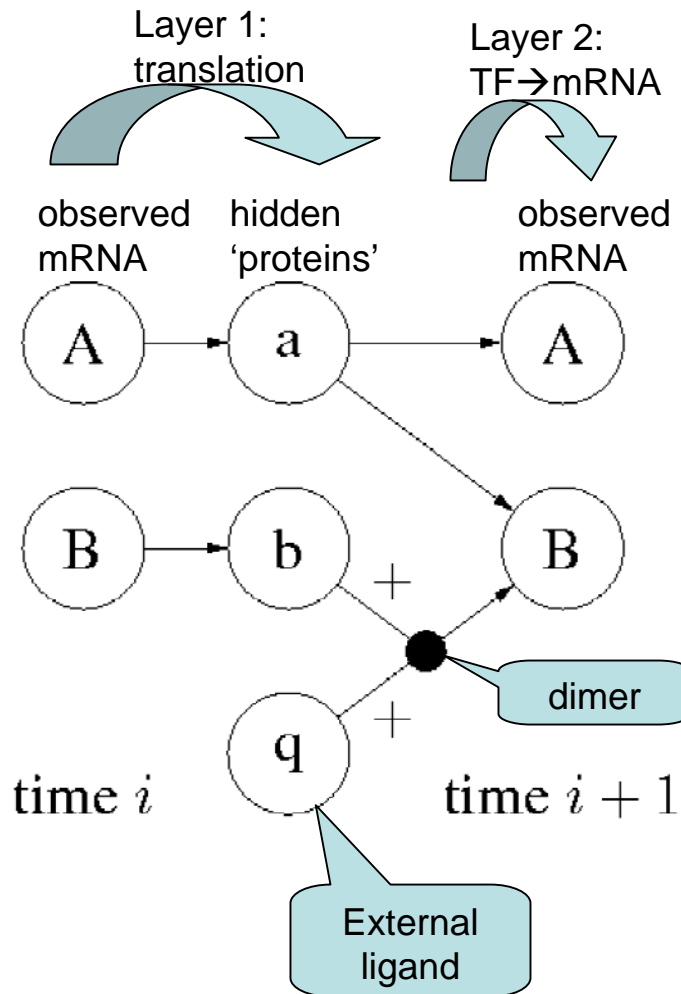 Layer 1:
translation
Layer 2:
TF→mRNA
observed
mRNA
hidden
‘proteins’
observed
mRNA
A
a
A
B
b
B
+
dimer
+
q
time i
time i + 1
External
ligand